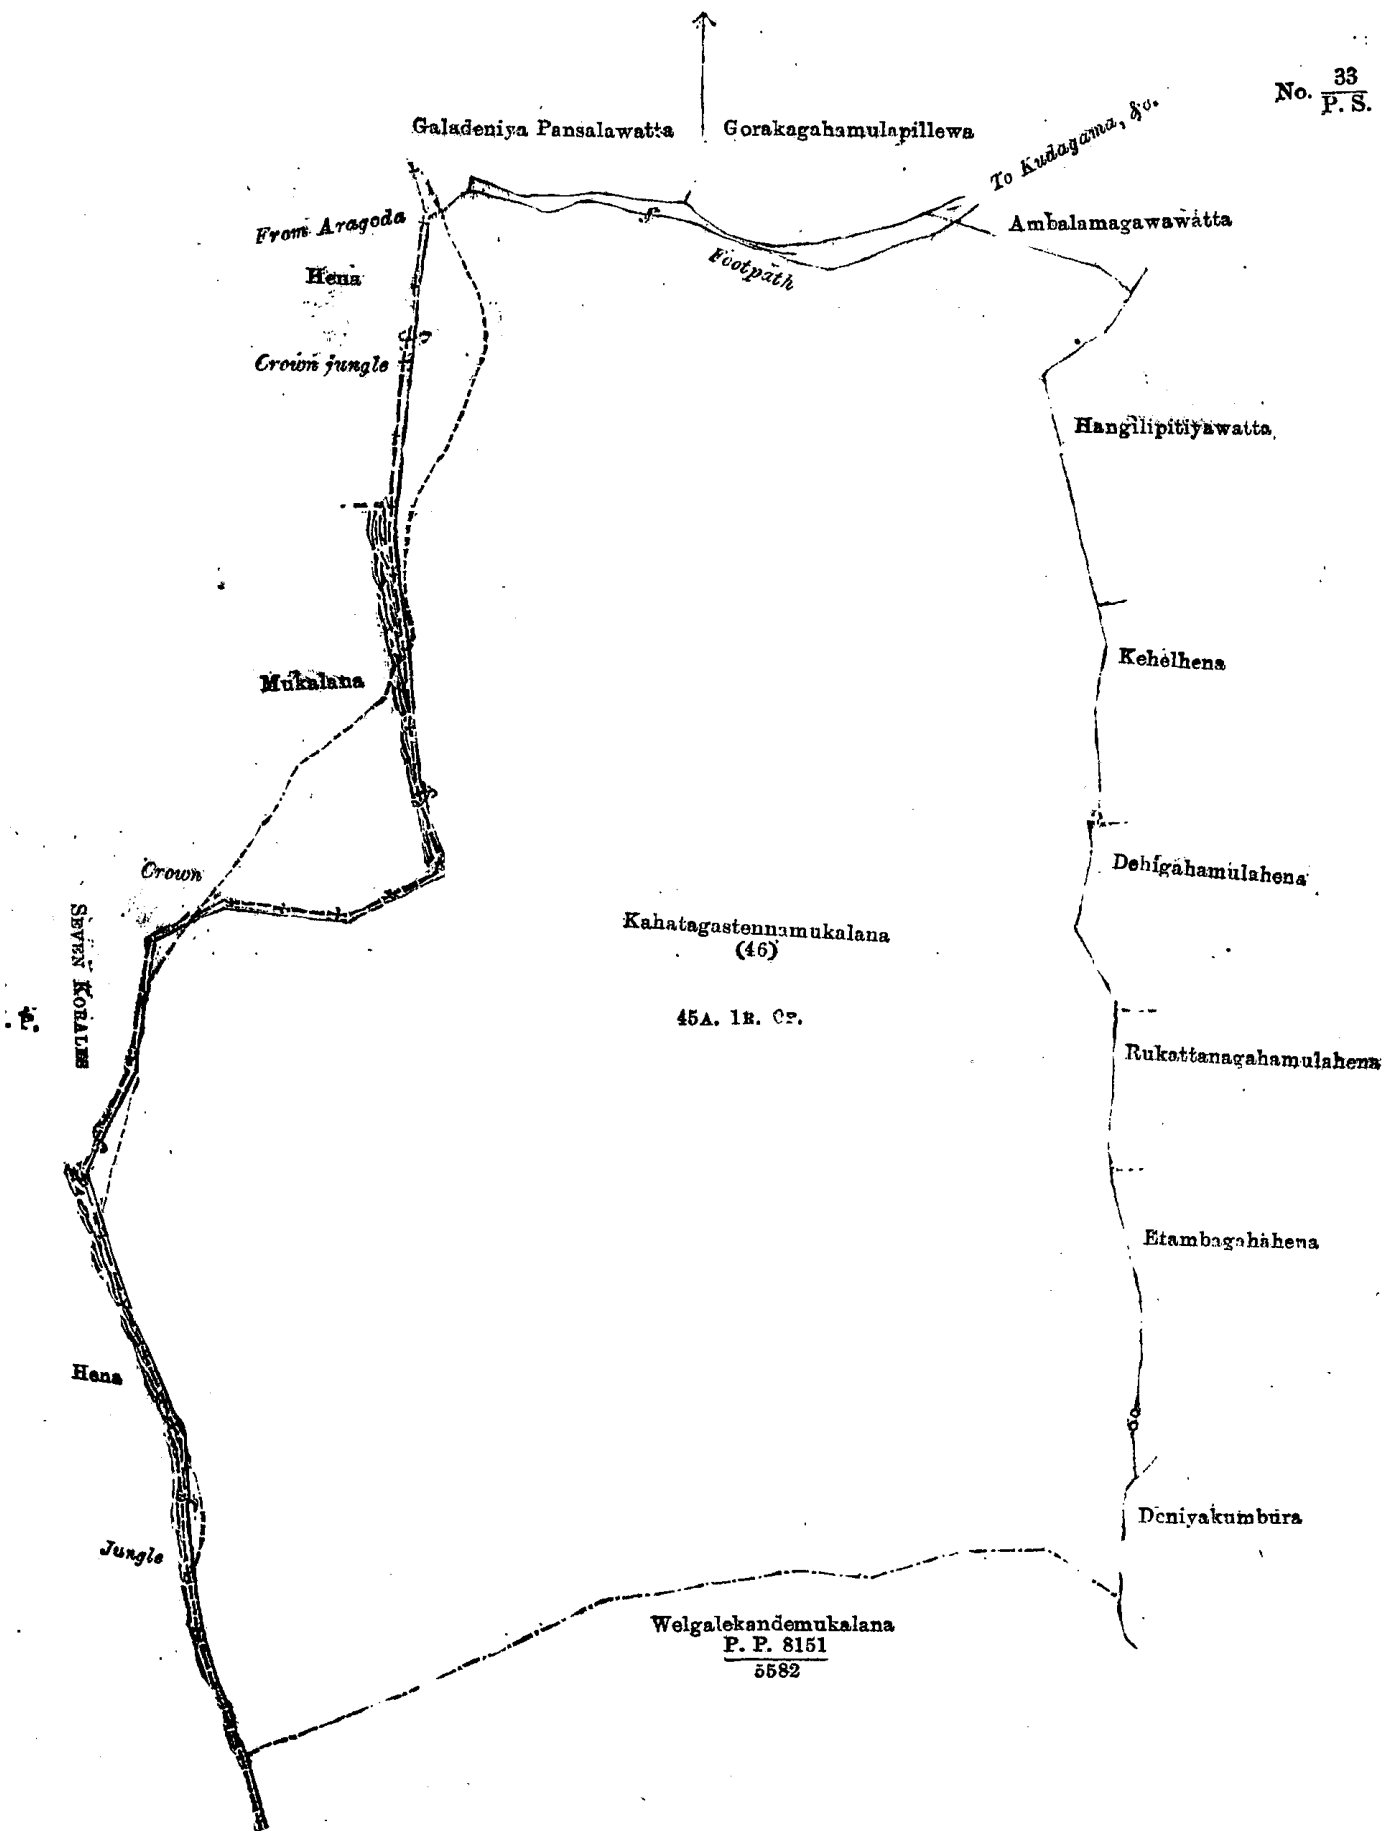 No. 33
P. S.
Galadeniya Pansalawatta
Gorakagahamulapillewa
To Kudagama, &c.
From Aragoda
Ambalamagawawatta
Hena
Footpath
Crown jungle
Hangilipitiyawatta
Kehelhena
Mukalana
Crown
Dehigahamulahena
SEVEN KORALES
Kahatagastennamukalana
(46)
45A. 1R. 0P.
. P.
Rukattanagahamulahena
Etambagahahena
Hena
Deniyakumbura
Jungle
Welgalekandemukalana
P. P. 8151
5582